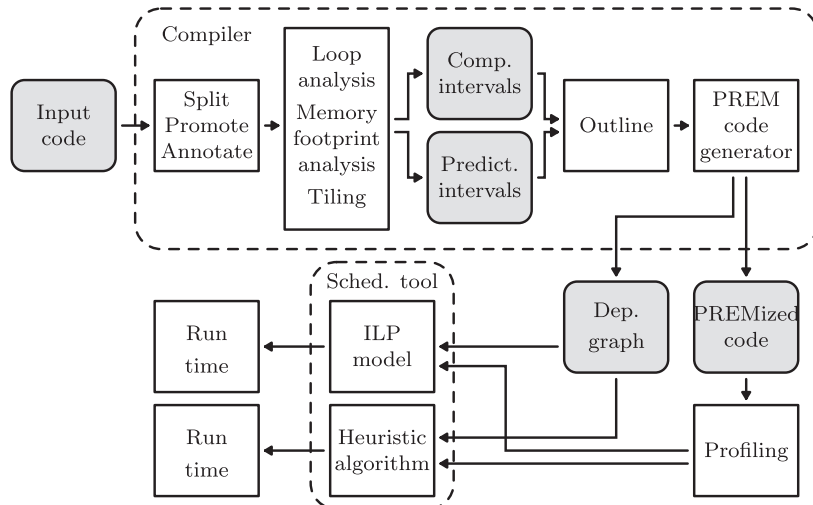 Compiler
Input
code
Split
Promote
Annotate
Loop
analysis
Memory
footprint
analysis
Tiling
Comp.
intervals
Predict.
intervals
Outline
PREM
code
generator
Sched. tool
Run
time
ILP
model
Dep.
graph
PREMized
code
Run
time
Heuristic
algorithm
Profiling